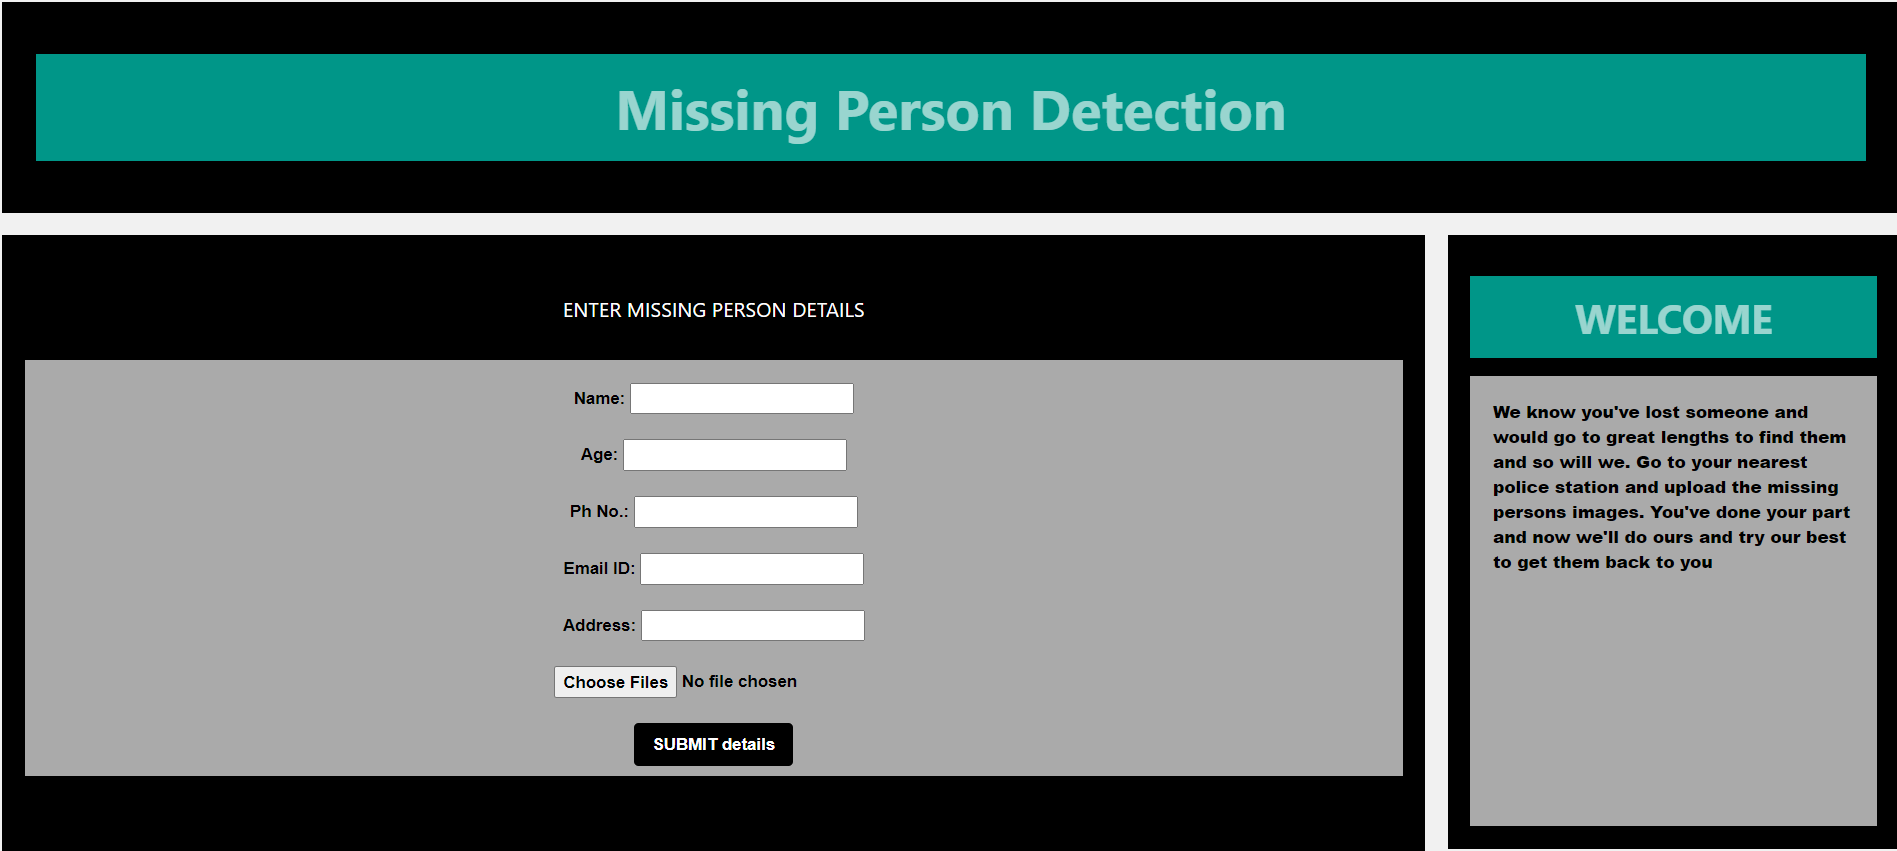 Missing Person Detection
ENTER MISSING PERSON DETAILS
Name:
Age:
Ph No.:
Email ID:
Address:
Choose Files No file chosen
SUBMIT details
WELCOME
We know you've lost someone and
would go to great lengths to find them
and so will we. Go to your nearest
police station and upload the missing
persons images. You've done your part
and now we'll do ours and try our best
to get them back to you